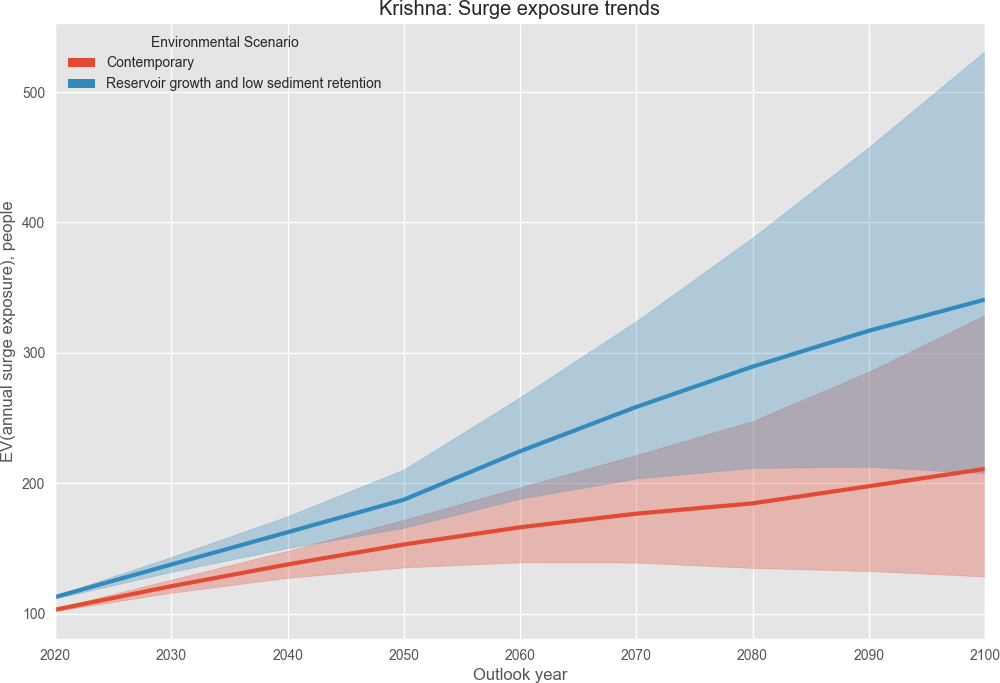 Krishna: Surge exposure trends
Environmental Scenario
Contemporary
Reservoir growth and low sediment retention
EV(annual surge exposure), people
500
400
300
200
100
2020 2030 2040 2050 2060 2070 2080 2090 2100
Outlook year